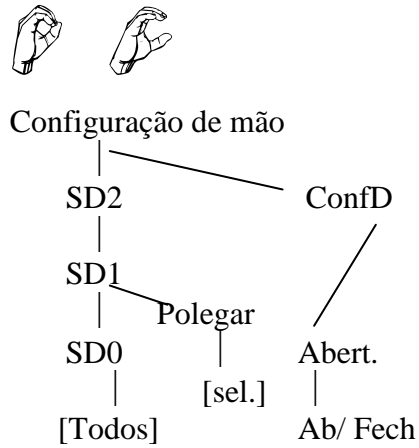 Configuração de mão
SD2 ConfD
SD1
Polegar
SD0 Abert.
[sel.]
[Todos] Ab/ Fech